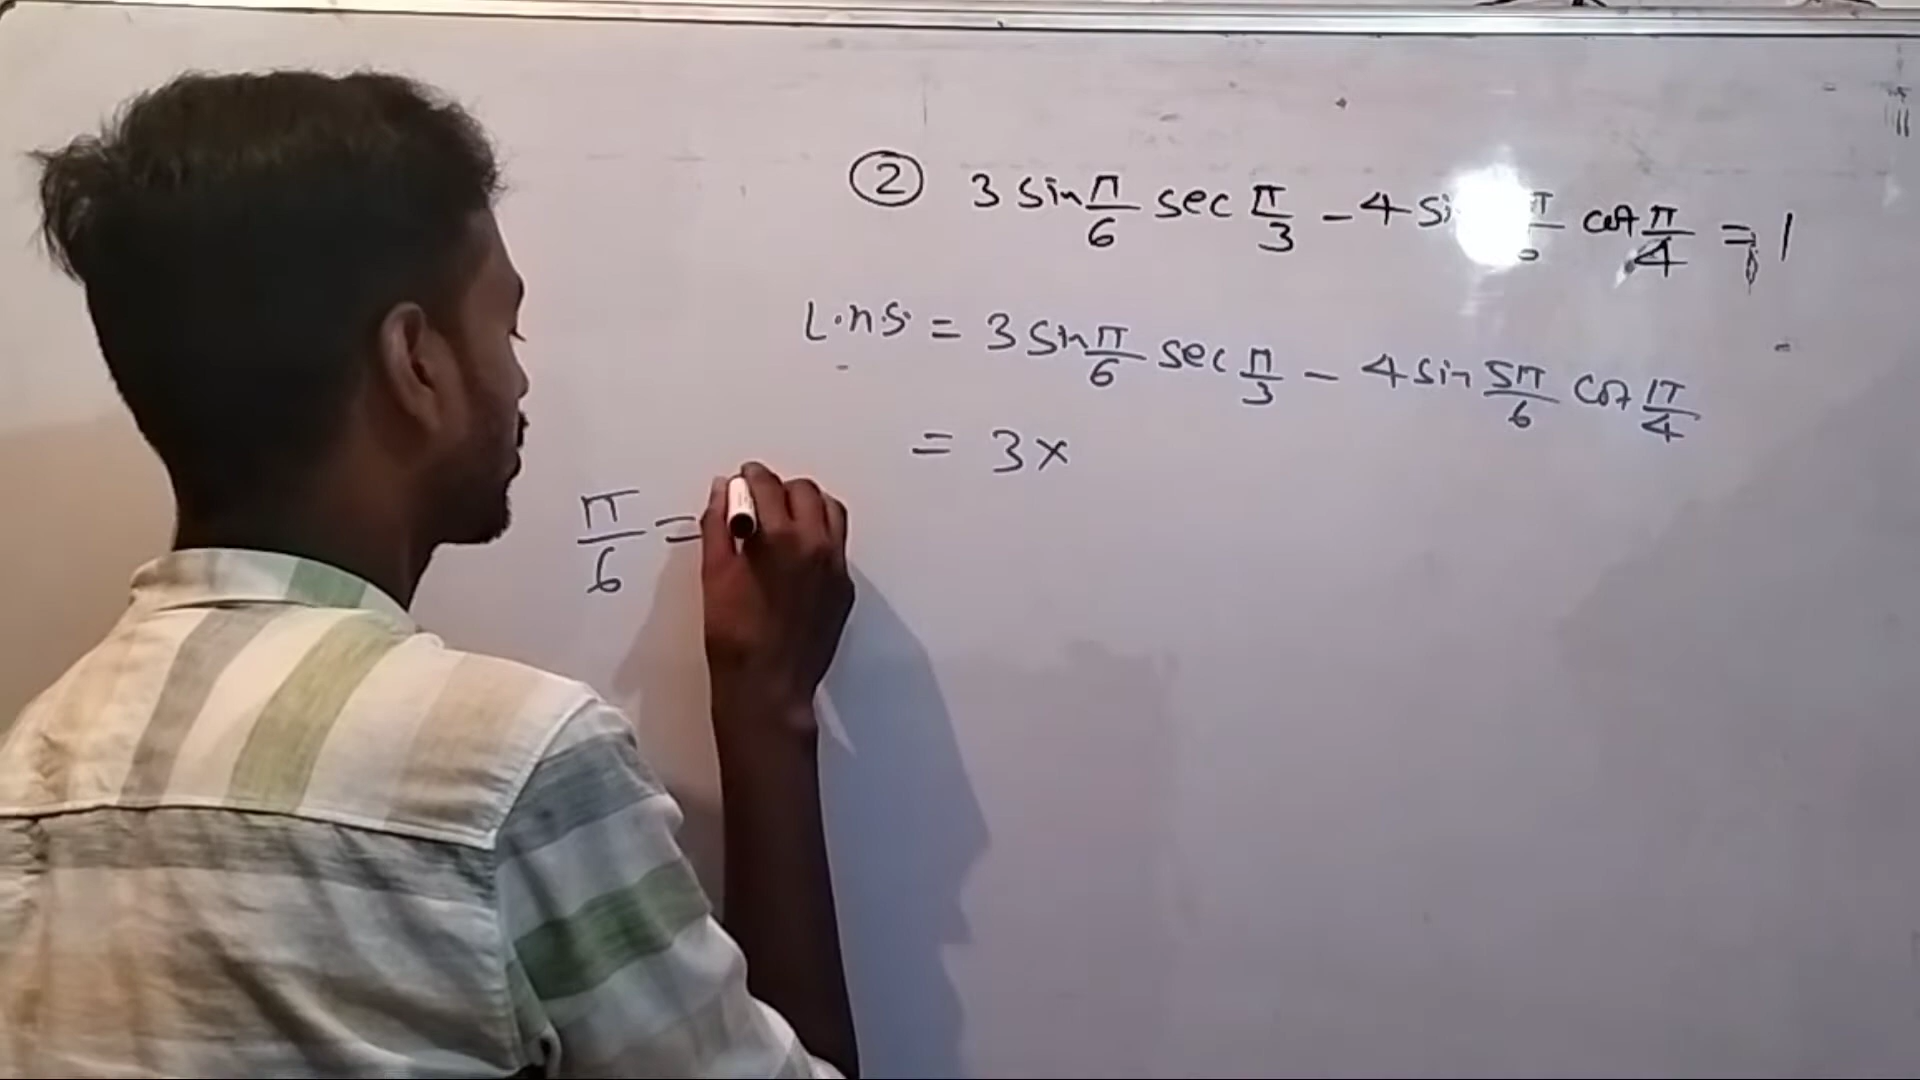 ② 3 sin π/6 sec π/3 - 4 π/ cot π/4 = 1
L.H.S. = 3 sin π/6 sec π/3 - 4 sin 5π/6 cot π/4
= 3 ×
π/6 =